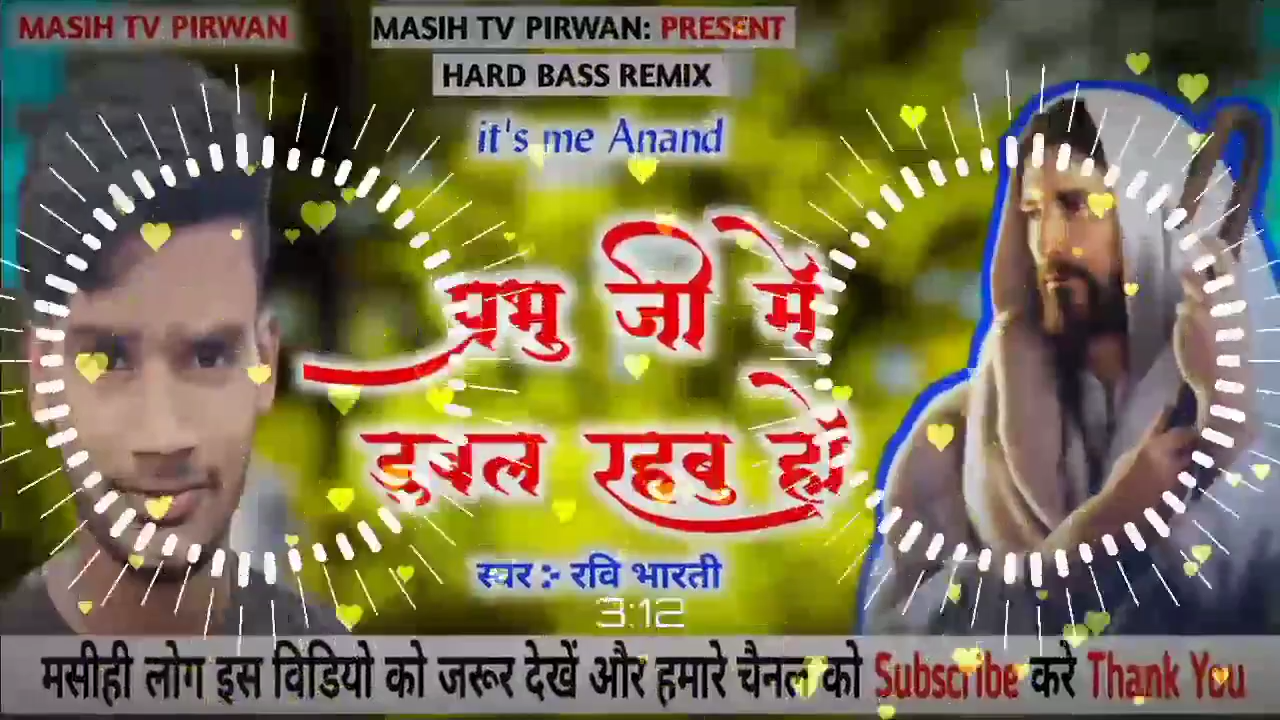 MASIH TV PIRWAN
MASIH TV PIRWAN: PRESENT
HARD BASS REMIX
it's me Anand
प्रभु जी में
डुबल रहबु हो
स्वर :- रवि भारती
3:12
मसीही लोग इस विडियो को जरूर देखें और हमारे चैनल को Subscribe करे Thank You